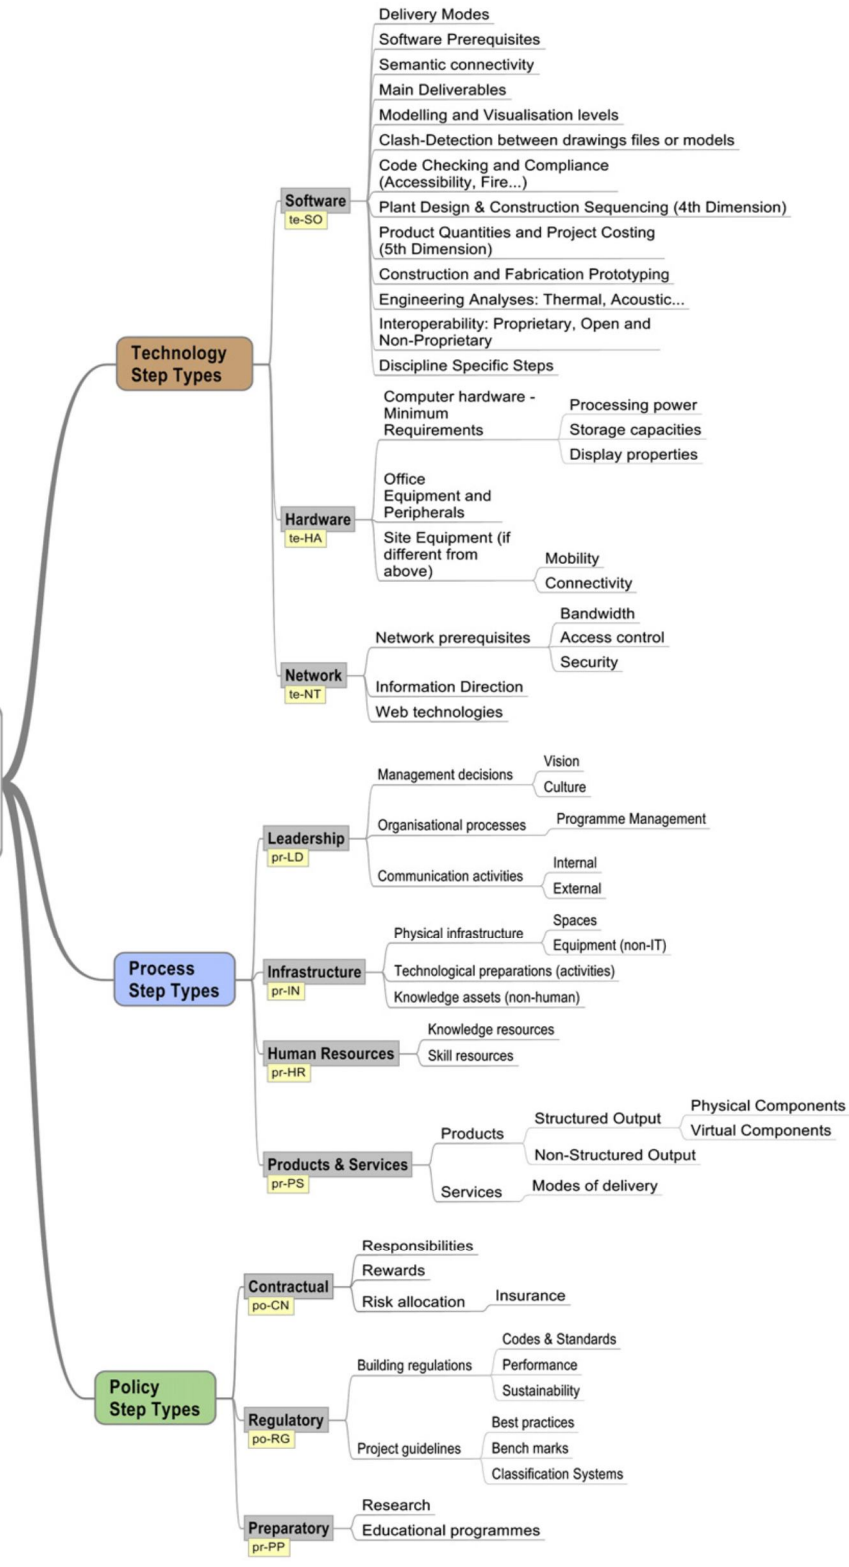 Delivery Modes
Software Prerequisites
Semantic connectivity
Main Deliverables
Modelling and Visualisation levels
Clash-Detection between drawings files or models
Code Checking and Compliance
(Accessibility, Fire...)
Software
te-SO
Plant Design & Construction Sequencing (4th Dimension)
Product Quantities and Project Costing
(5th Dimension)
Construction and Fabrication Prototyping
Engineering Analyses: Thermal, Acoustic...
Interoperability: Proprietary, Open and
Non-Proprietary
Discipline Specific Steps
Technology
Step Types
Computer hardware -
Minimum
Requirements
Processing power
Storage capacities
Display properties
Office
Equipment and
Peripherals
Hardware
te-HA
Site Equipment (if
different from
above)
Mobility
Connectivity
Network prerequisites
Bandwidth
Access control
Security
Network
te-NT
Information Direction
Web technologies
Management decisions
Vision
Culture
Leadership
pr-LD
Organisational processes
Programme Management
Communication activities
Internal
External
Physical infrastructure
Spaces
Equipment (non-IT)
Process
Step Types
Infrastructure
pr-IN
Technological preparations (activities)
Knowledge assets (non-human)
Human Resources
pr-HR
Knowledge resources
Skill resources
Products & Services
pr-PS
Products
Structured Output
Physical Components
Virtual Components
Non-Structured Output
Services
Modes of delivery
Contractual
po-CN
Responsibilities
Rewards
Risk allocation
Insurance
Policy
Step Types
Regulatory
po-RG
Building regulations
Codes & Standards
Performance
Sustainability
Project guidelines
Best practices
Bench marks
Classification Systems
Preparatory
pr-PP
Research
Educational programmes